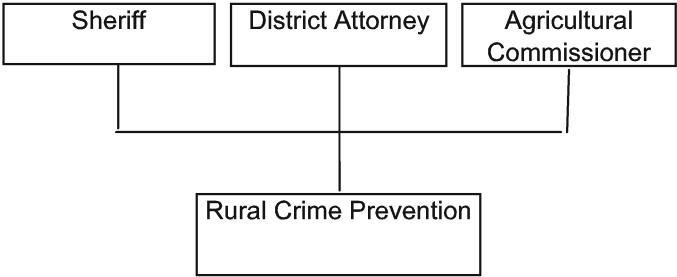 Sheriff
District Attorney
Agricultural
Commissioner
Rural Crime Prevention